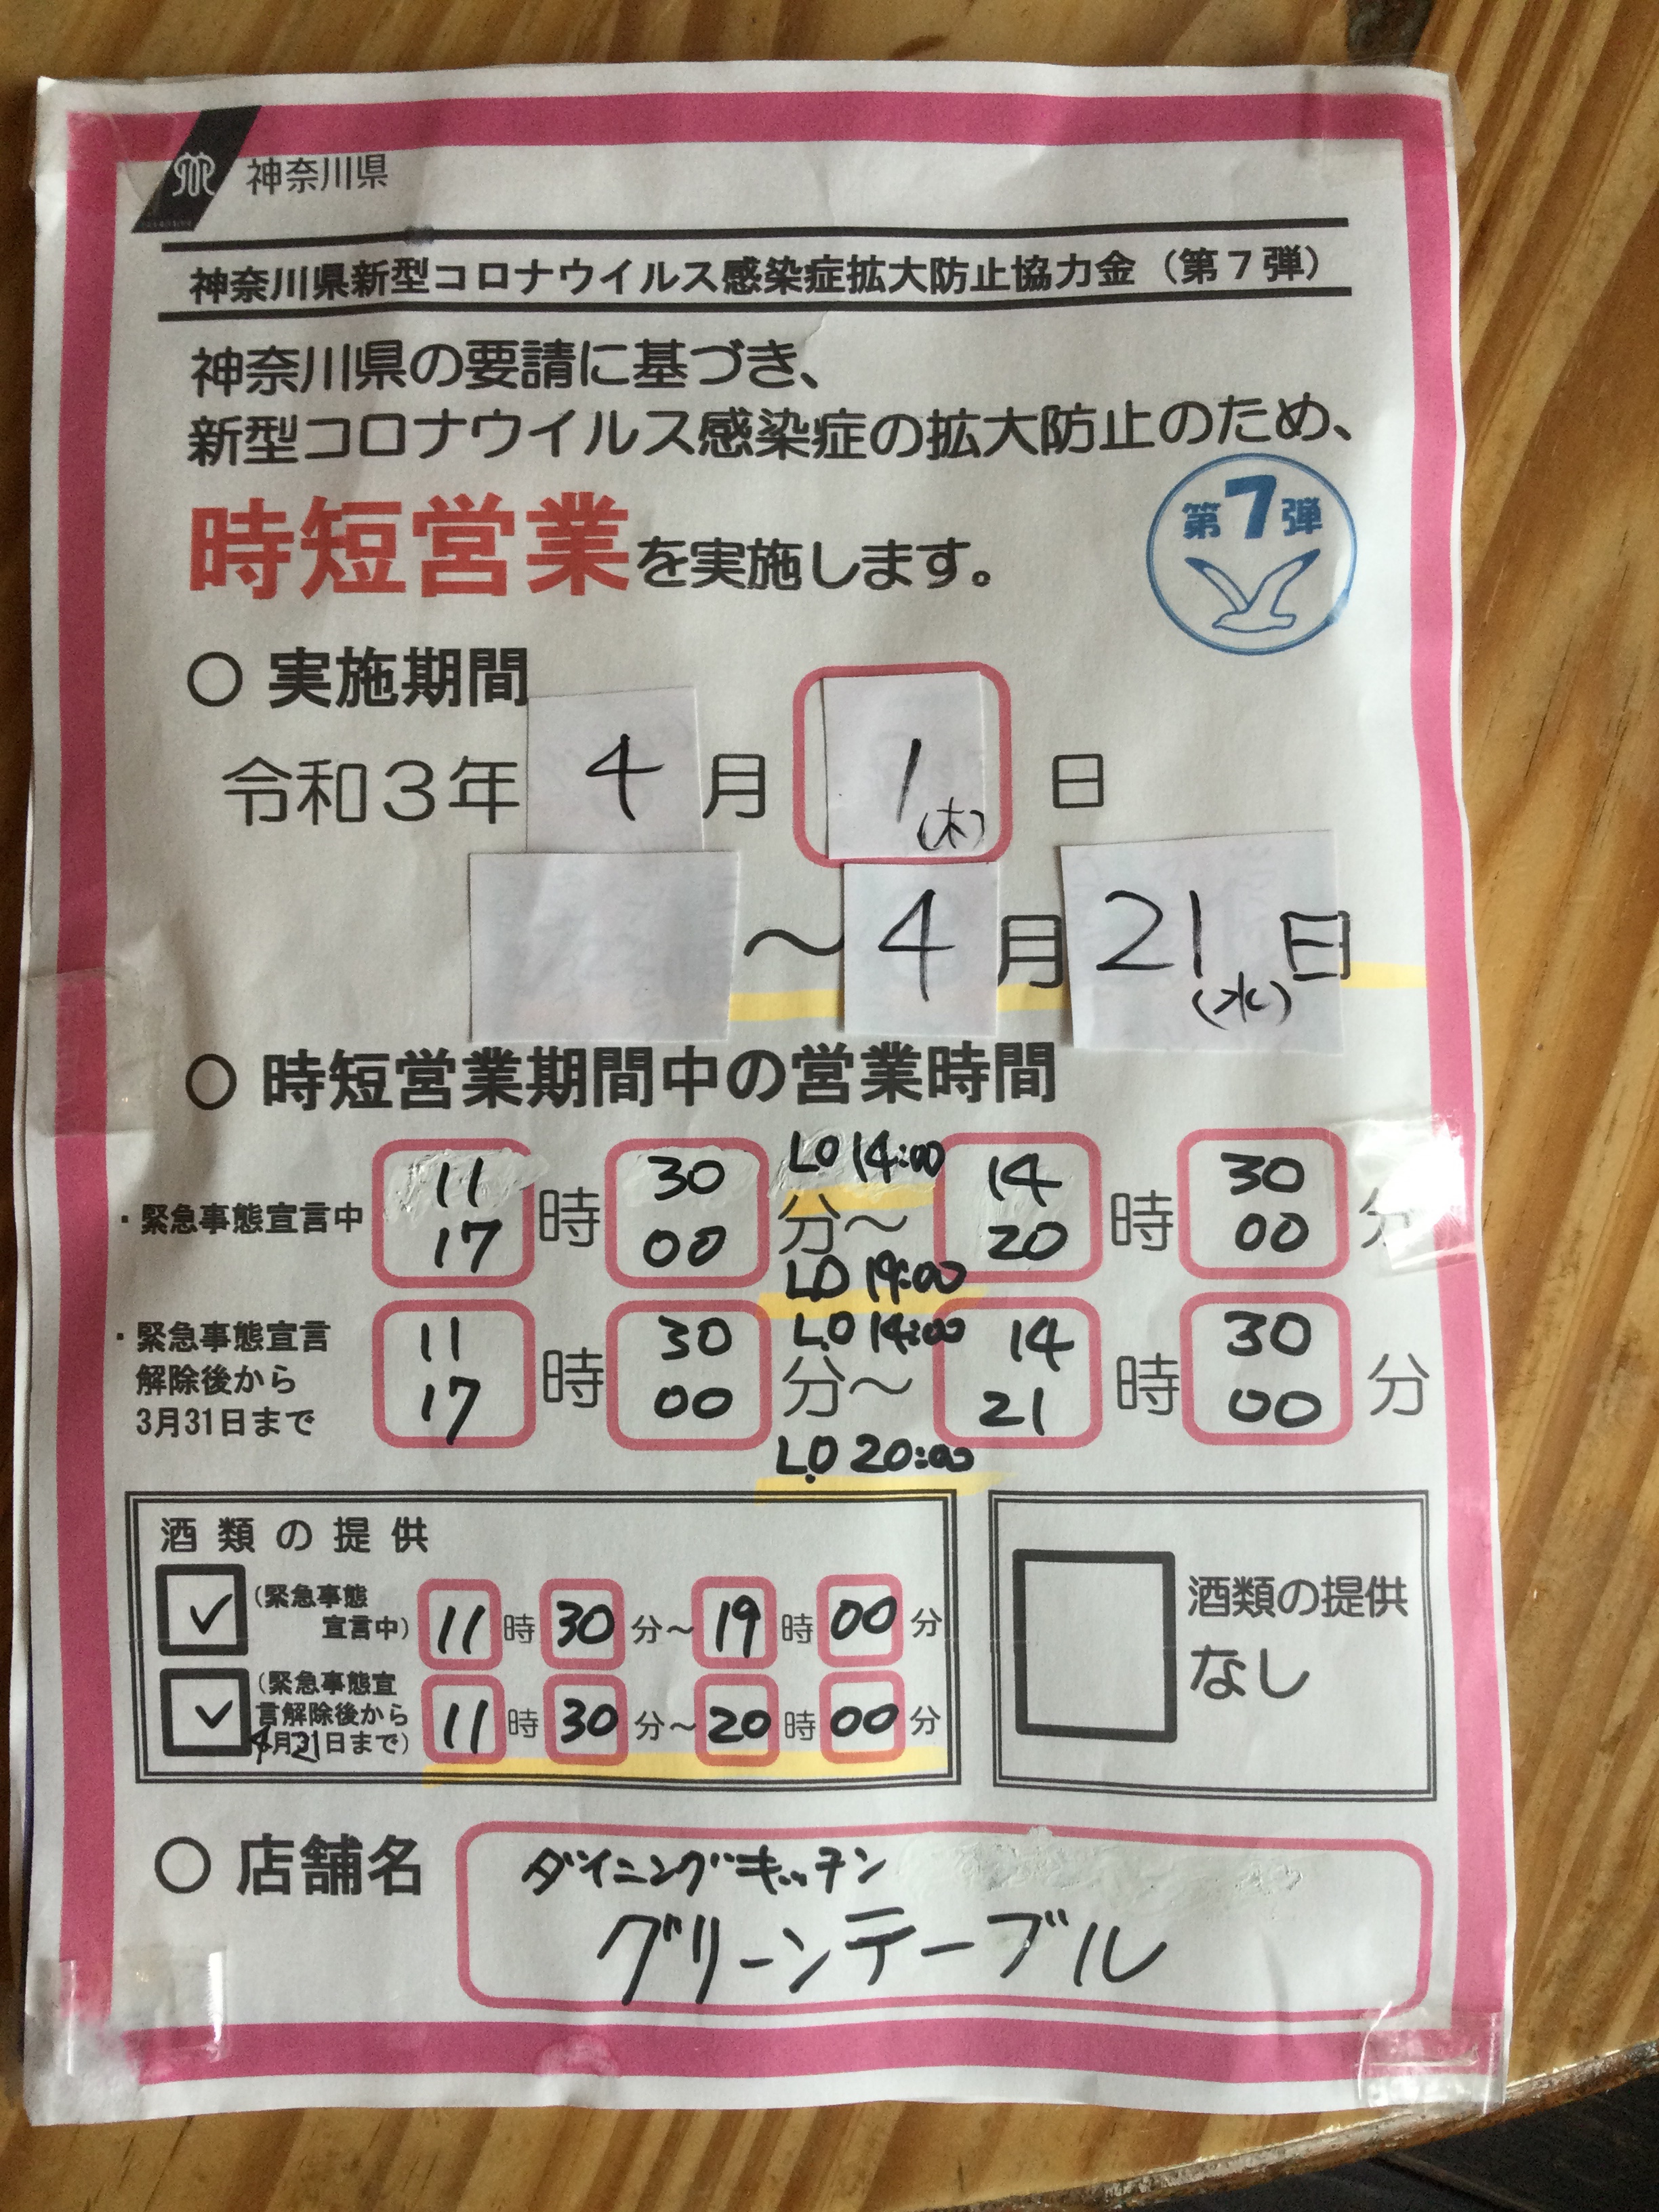 神奈川県
神奈川県新型コロナウイルス感染症拡大防止協力金（第７弾）
神奈川県の要請に基づき、
新型コロナウイルス感染症の拡大防止のため、
時短営業を実施します。
第7弾
○ 実施期間
令和３年 4 月 1(木) 日
～ 4 月 21(水) 日
○ 時短営業期間中の営業時間
LO 14:00
11 30 14 30
・緊急事態宣言中 時 分～ 時 分
17 00 20 00
LO 19:00
L.O 14:00
・緊急事態宣言 11 30 14 30
解除後から 時 分～ 時 分
3月31日まで 17 00 21 00
L.O 20:00
酒類の提供
(緊急事態
宣言中) 11 時 30 分～ 19 時 00 分
(緊急事態宣
言解除後から 11 時 30 分～ 20 時 00 分
4月21日まで)
酒類の提供
なし
○ 店舗名
ダイニングキッチン
グリーンテーブル